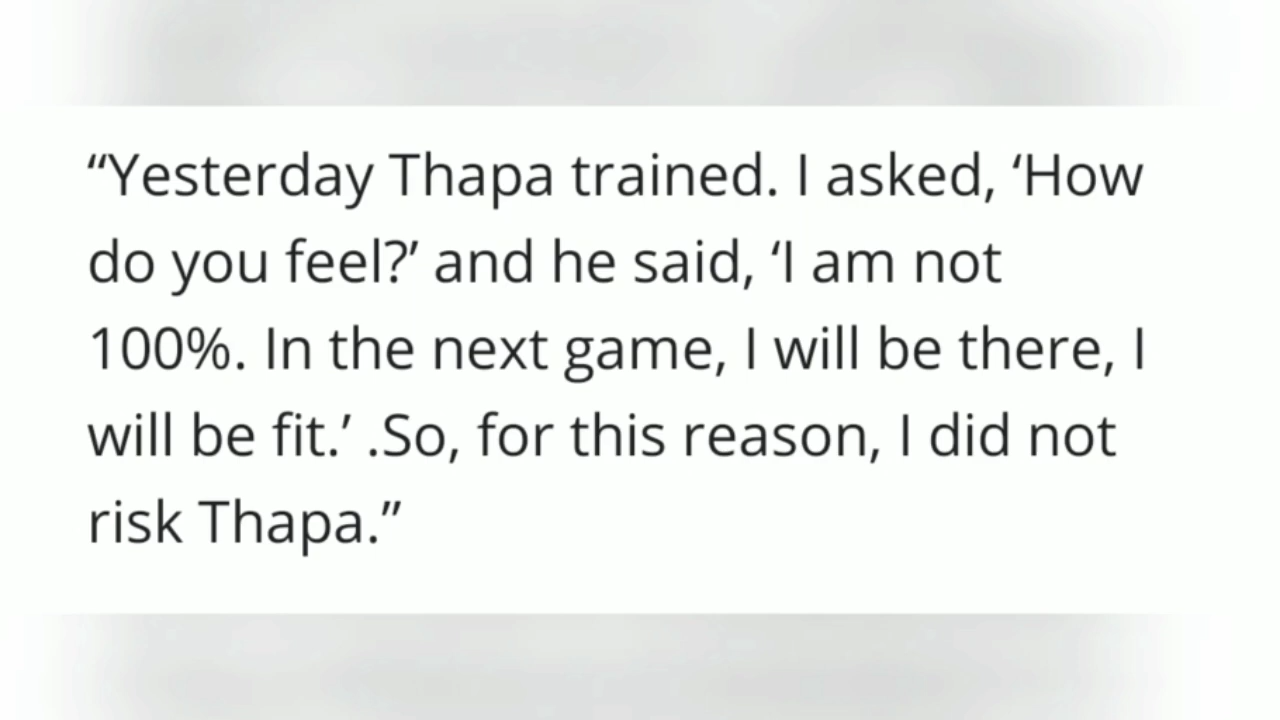 “Yesterday Thapa trained. I asked, ‘How
do you feel?’ and he said, ‘I am not
100%. In the next game, I will be there, I
will be fit.’ .So, for this reason, I did not
risk Thapa.”